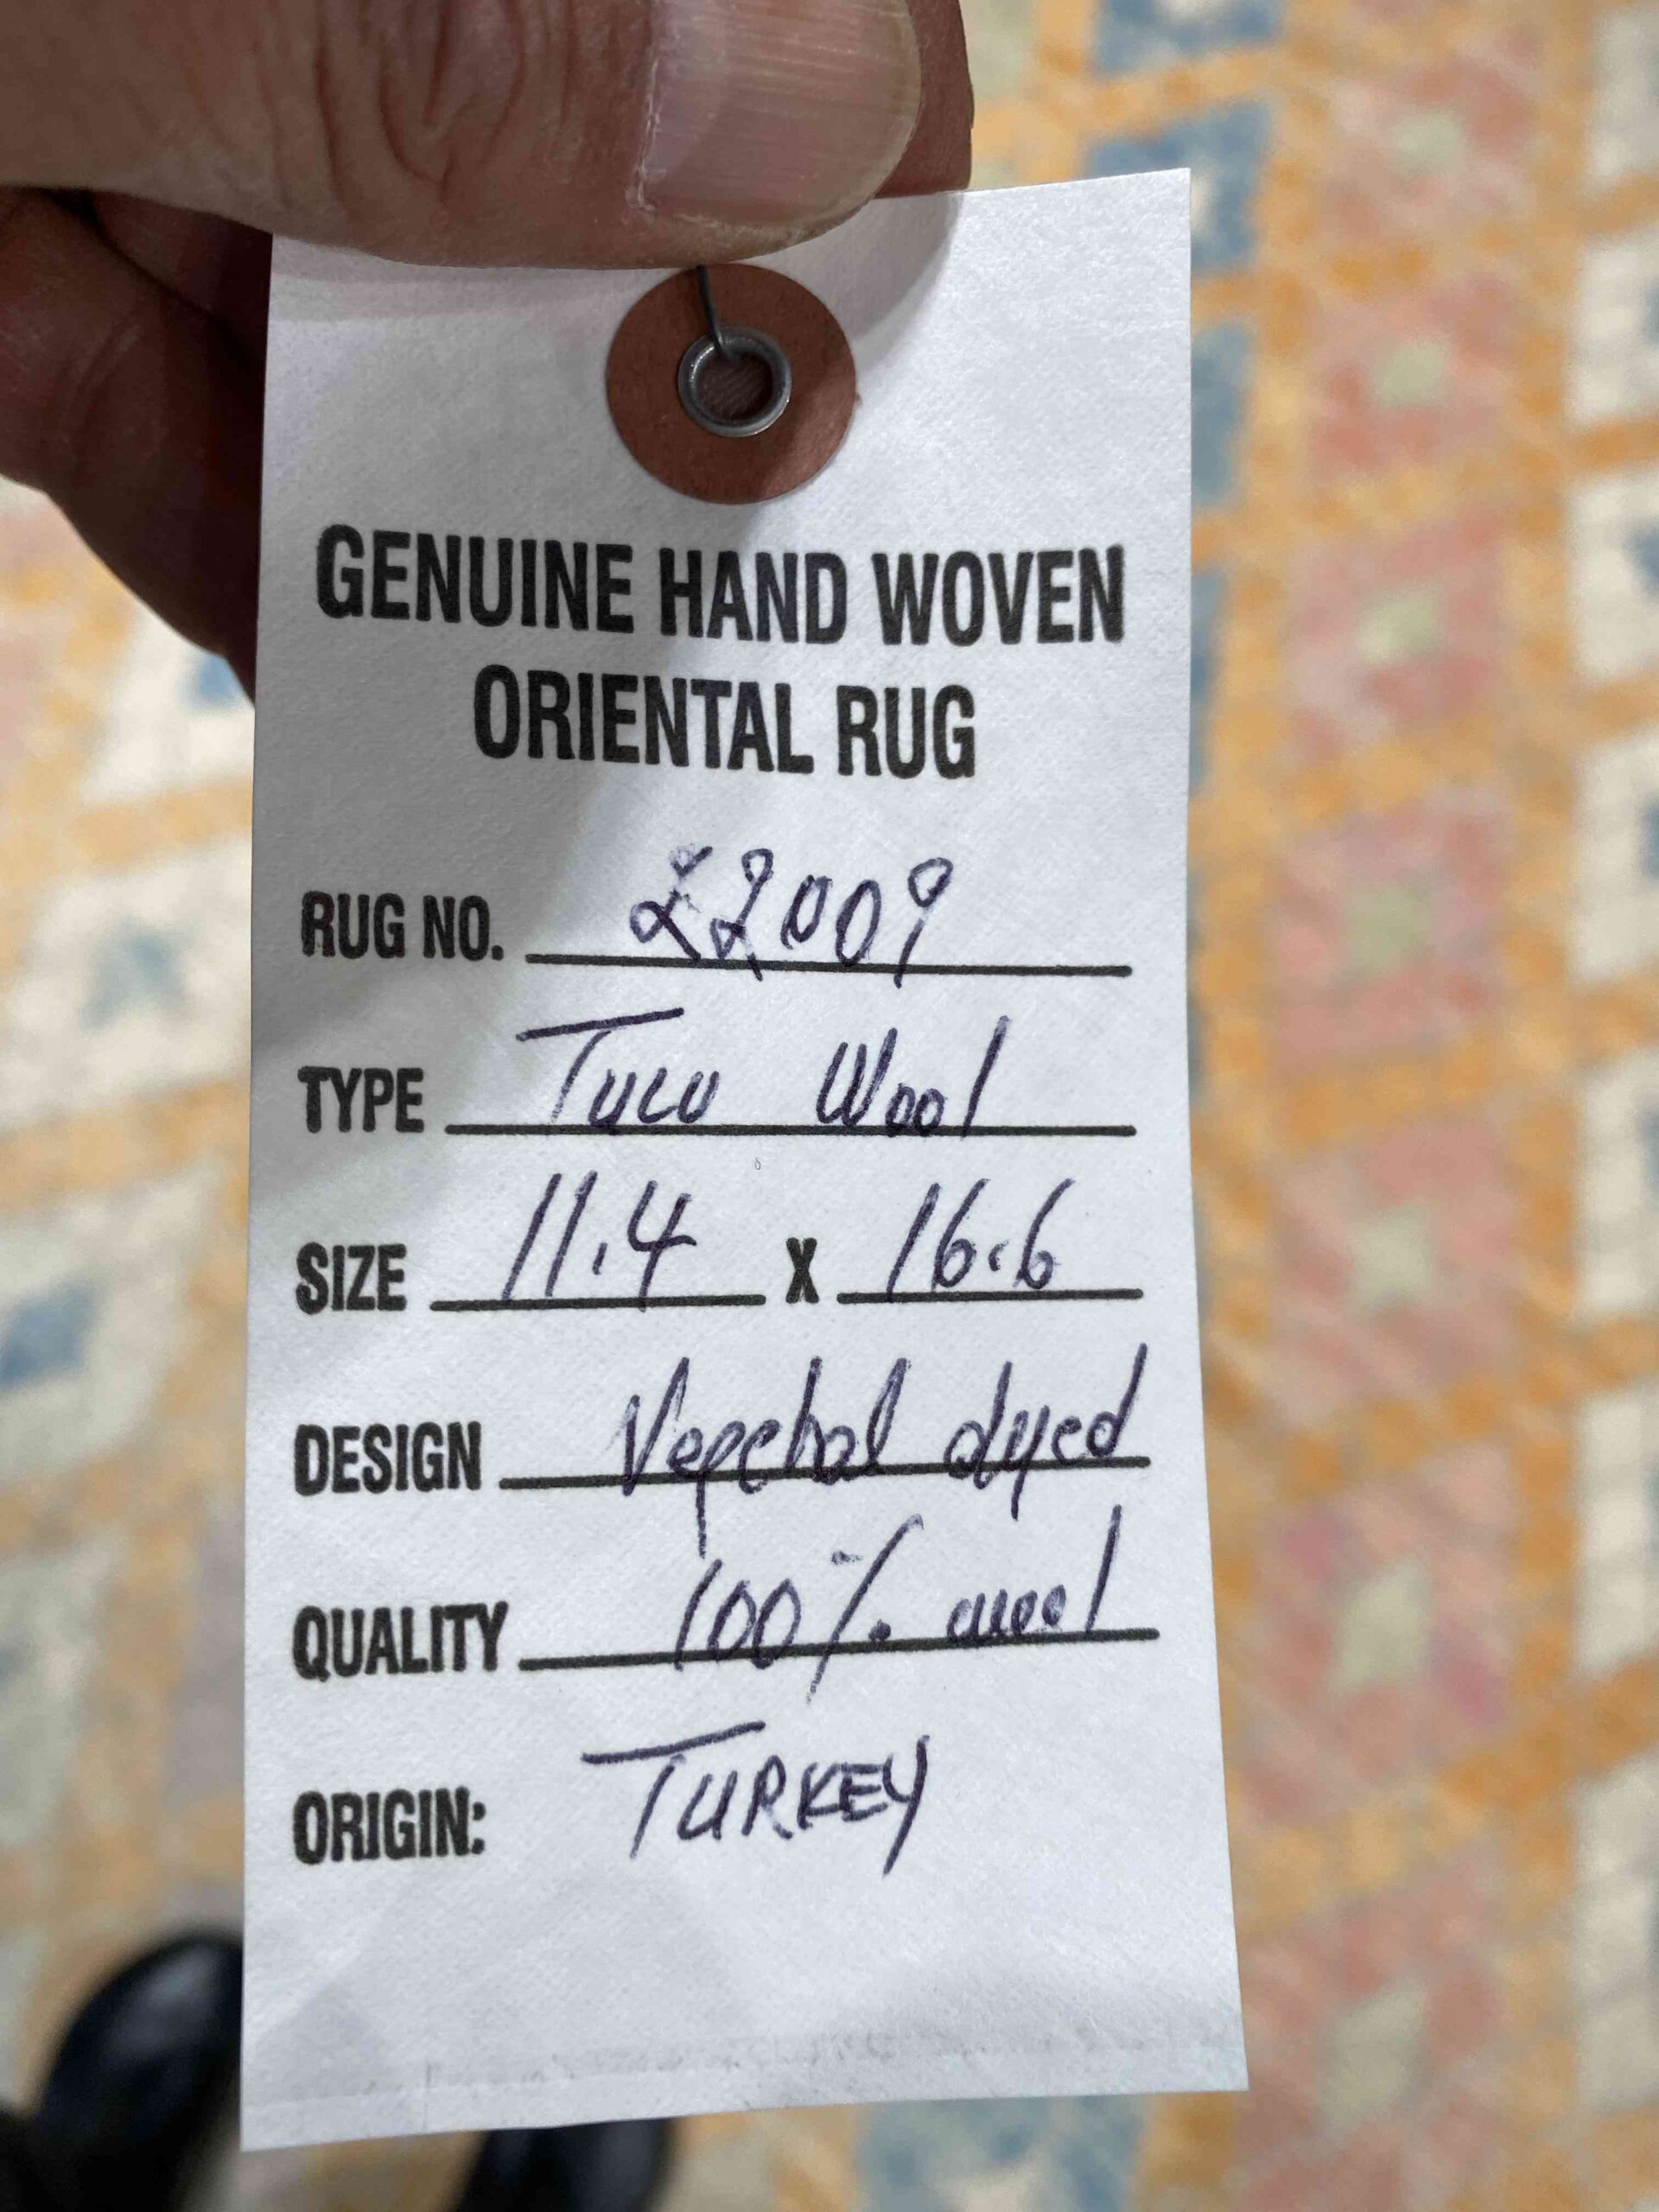 GENUINE HAND WOVEN
ORIENTAL RUG
RUG NO. 22009
TYPE Tulu Wool
SIZE 11.4 X 16.6
DESIGN Vegetal dyed
QUALITY 100% wool
ORIGIN: TURKEY